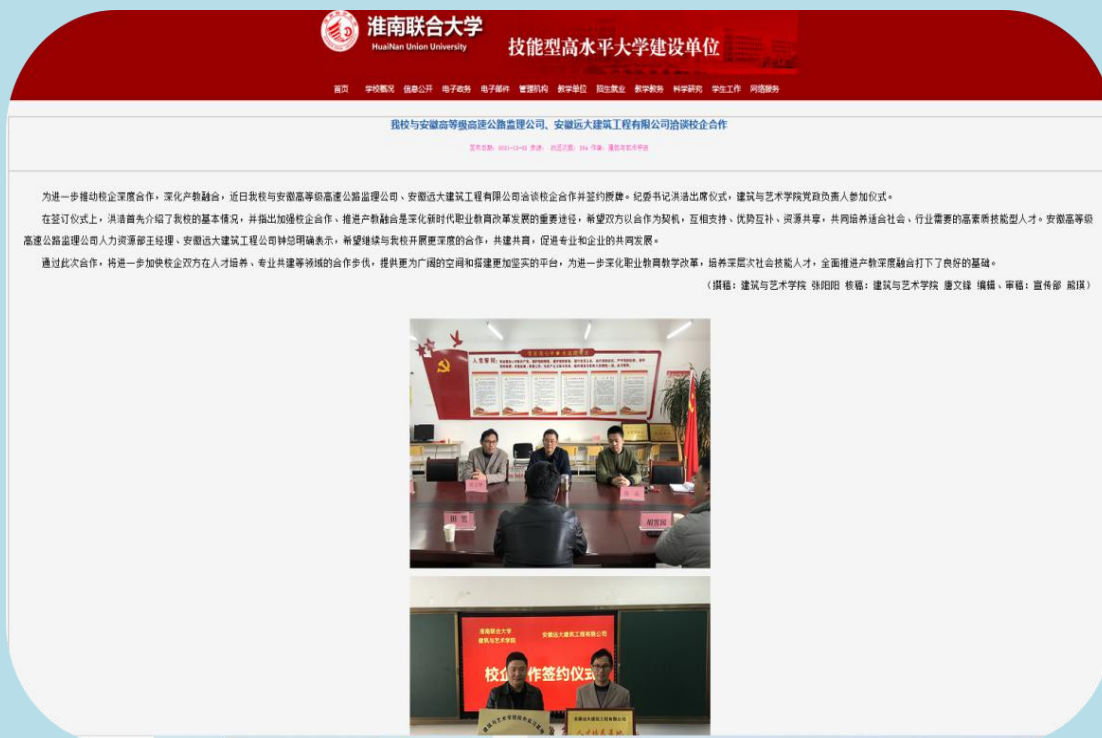 淮南联合大学
HuaiNan Union University
技能型高水平大学建设单位
首页 学校概况 信息公开 电子政务 电子邮件 管理机构 教学单位 招生就业 教学教务 科学研究 学生工作 网络服务
我校与安徽高等级高速公路监理公司、安徽远大建筑工程有限公司洽谈校企合作
为进一步推动校企深度合作，深化产教融合，近日我校与安徽高等级高速公路监理公司、安徽远大建筑工程有限公司洽谈校企合作并签约授牌。纪委书记洪洁出席仪式，建筑与艺术学院党政负责人参加仪式。
在签订仪式上，洪洁首先介绍了我校的基本情况，并指出加强校企合作、推进产教融合是深化新时代职业教育改革发展的重要途径，希望双方以合作为契机，互相支持、优势互补、资源共享，共同培养适合社会、行业需要的高素质技能型人才。安徽高等级
高速公路监理公司人力资源部王经理、安徽远大建筑工程公司钟总明确表示，希望继续与我校开展更深度的合作，共建共育，促进专业和企业的共同发展。
通过此次合作，将进一步加快校企双方在人才培养、专业共建等领域的合作步伐，提供更为广阔的空间和搭建更加坚实的平台，为进一步深化职业教育教学改革，培养深层次社会技能人才，全面推进产教深度融合打下了良好的基础。
（撰稿：建筑与艺术学院 张阳阳 核稿：建筑与艺术学院 唐文锋 编辑、审稿：宣传部 熊琪）
入党誓词
淮南联合大学
建筑与艺术学院
安徽远大建筑工程有限公司
校企 作签约仪式
安徽远大建筑工程有限公司
人才培养基地